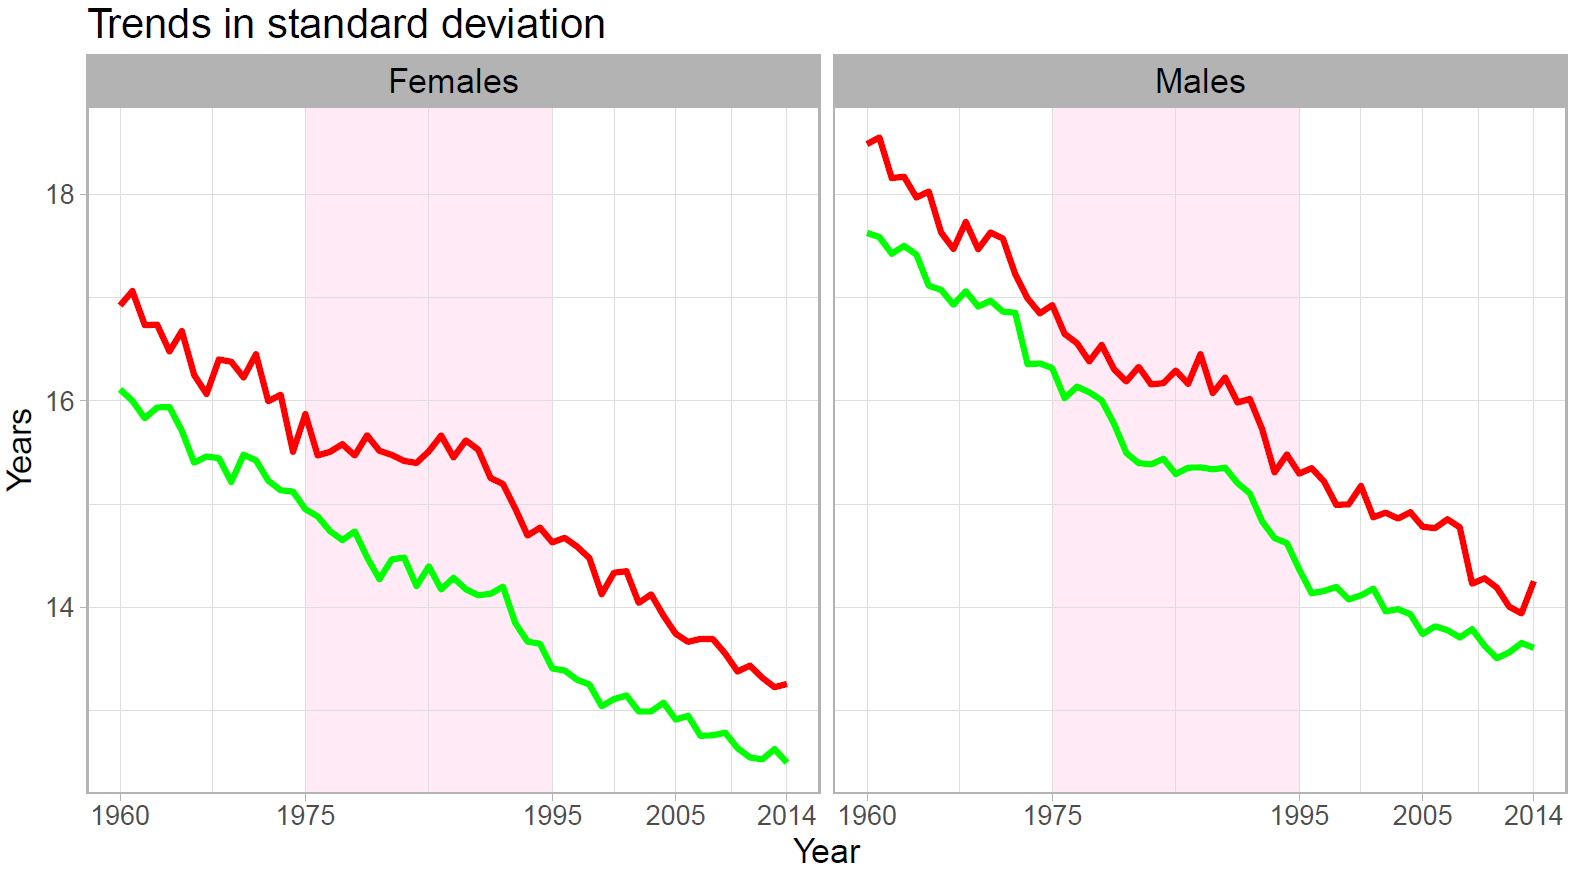 Trends in standard deviation
Females
Males
Years
18
16
14
1960 1975 1995 2005 2014
1960 1975 1995 2005 2014
Year